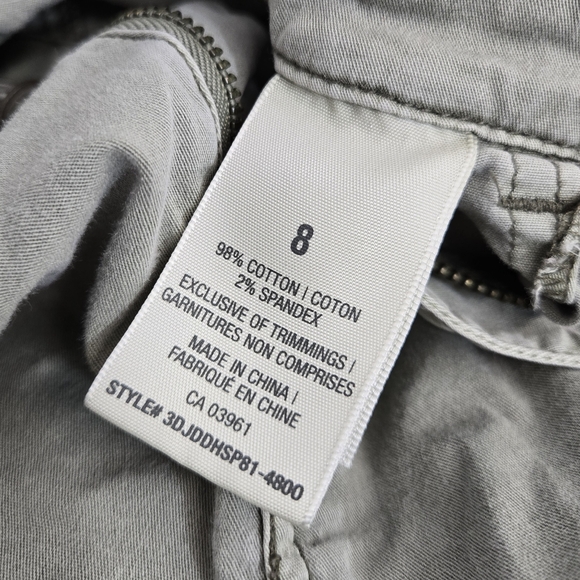 8
98% COTTON | COTON
2% SPANDEX
EXCLUSIVE OF TRIMMINGS |
GARNITURES NON COMPRISES
MADE IN CHINA |
FABRIQUÉ EN CHINE
CA 03961
STYLE# 3DJDDHSP81-4800